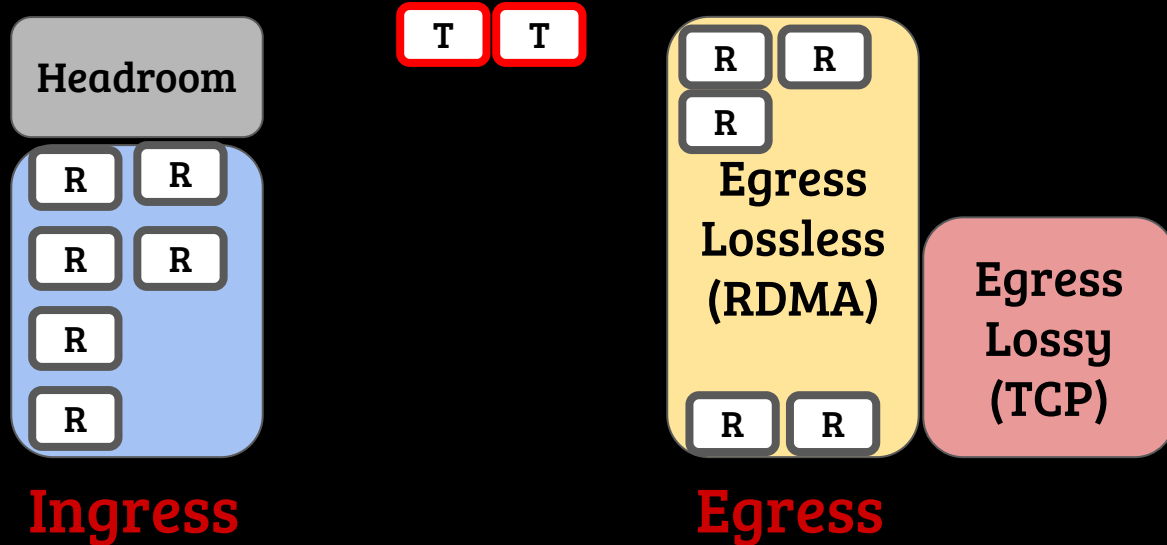 Headroom
R R
R R
R
R
Ingress
T T
R R
R
Egress
Lossless
(RDMA)
R R
Egress
Egress
Lossy
(TCP)